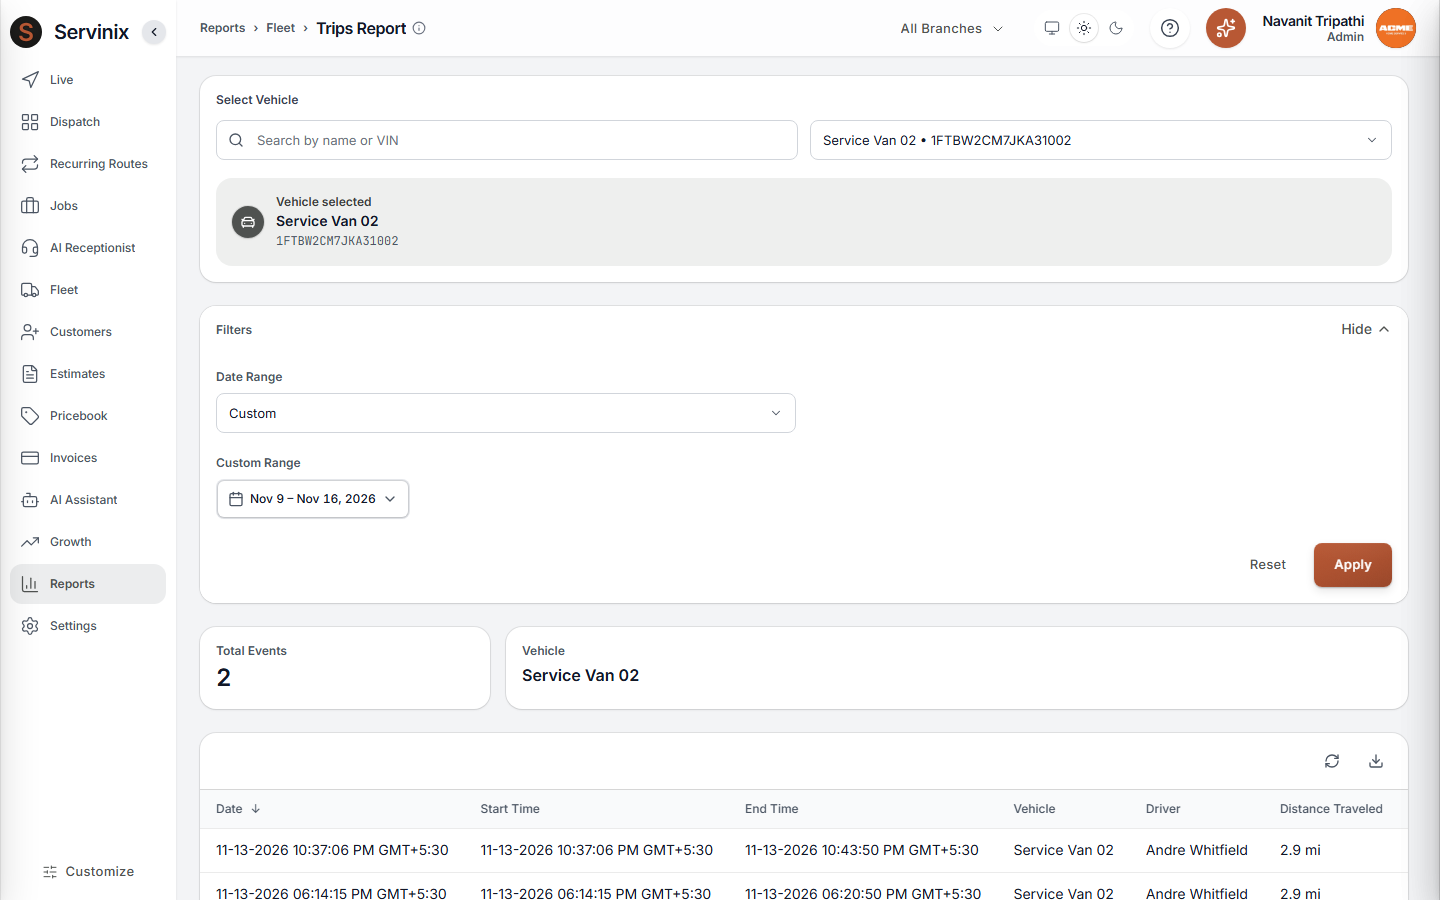 S
Servinix
Reports › Fleet › Trips Report
All Branches
Navanit Tripathi
Admin
ACME
Live
Dispatch
Recurring Routes
Jobs
AI Receptionist
Fleet
Customers
Estimates
Pricebook
Invoices
AI Assistant
Growth
Reports
Settings
Customize
Select Vehicle
Search by name or VIN
Service Van 02 • 1FTBW2CM7JKA31002
Vehicle selected
Service Van 02
1FTBW2CM7JKA31002
Filters
Hide
Date Range
Custom
Custom Range
Nov 9 – Nov 16, 2026
Reset
Apply
Total Events
2
Vehicle
Service Van 02
Date Start Time End Time Vehicle Driver Distance Traveled
11-13-2026 10:37:06 PM GMT+5:30 11-13-2026 10:37:06 PM GMT+5:30 11-13-2026 10:43:50 PM GMT+5:30 Service Van 02 Andre Whitfield 2.9 mi
11-13-2026 06:14:15 PM GMT+5:30 11-13-2026 06:14:15 PM GMT+5:30 11-13-2026 06:20:50 PM GMT+5:30 Service Van 02 Andre Whitfield 2.9 mi